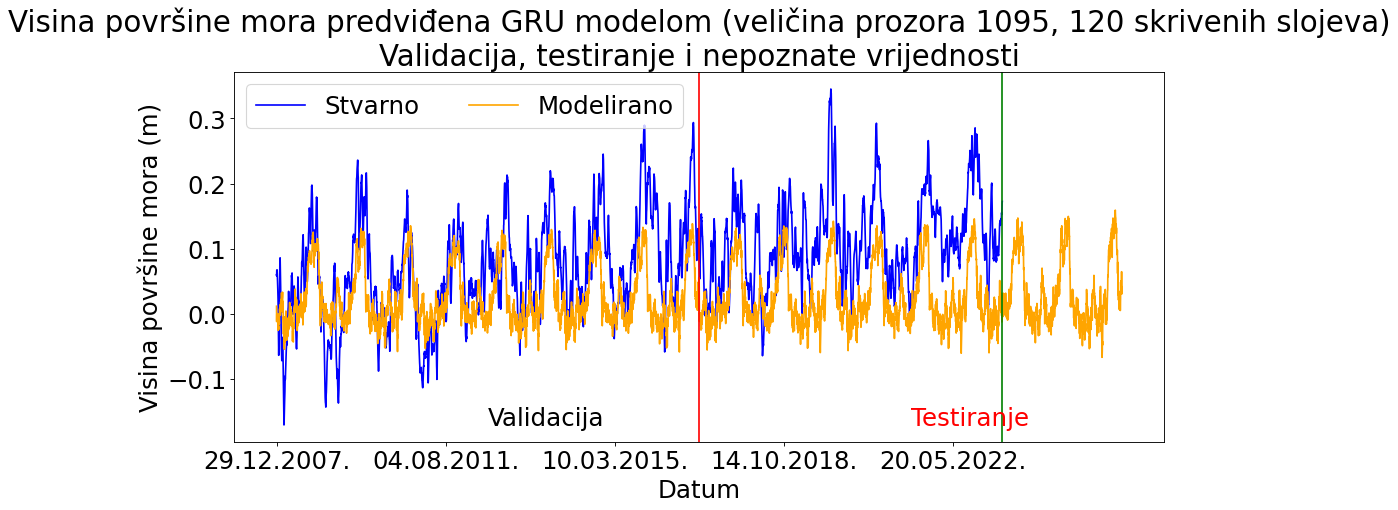 Visina površine mora predviđena GRU modelom (veličina prozora 1095, 120 skrivenih slojeva)
Validacija, testiranje i nepoznate vrijednosti
Stvarno
Modelirano
Visina površine mora (m)
0.3
0.2
0.1
0.0
−0.1
Validacija
Testiranje
29.12.2007.
04.08.2011.
10.03.2015.
14.10.2018.
20.05.2022.
Datum